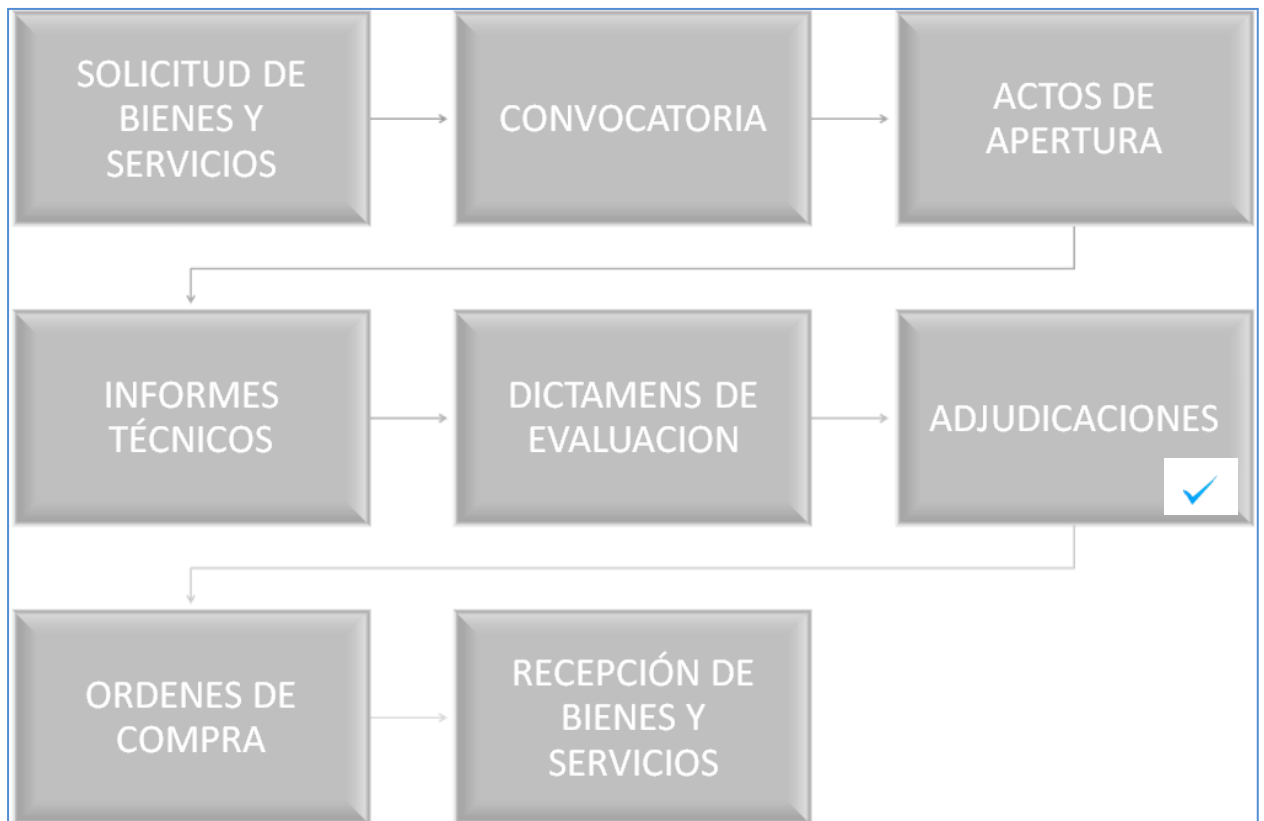 SOLICITUD DE
BIENES Y
SERVICIOS
CONVOCATORIA
ACTOS DE
APERTURA
INFORMES
TÉCNICOS
DICTAMENS DE
EVALUACION
ADJUDICACIONES
ORDENES DE
COMPRA
RECEPCIÓN DE
BIENES Y
SERVICIOS